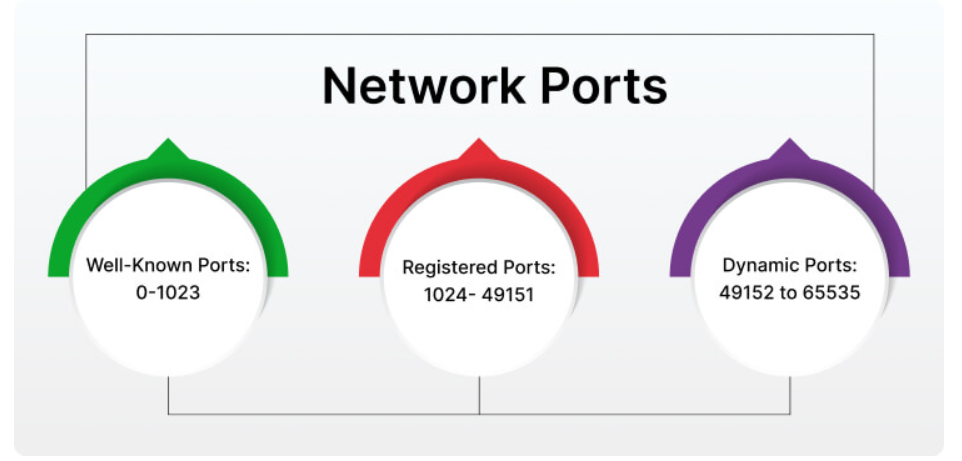 Network Ports
Well-Known Ports:
0-1023
Registered Ports:
1024- 49151
Dynamic Ports:
49152 to 65535